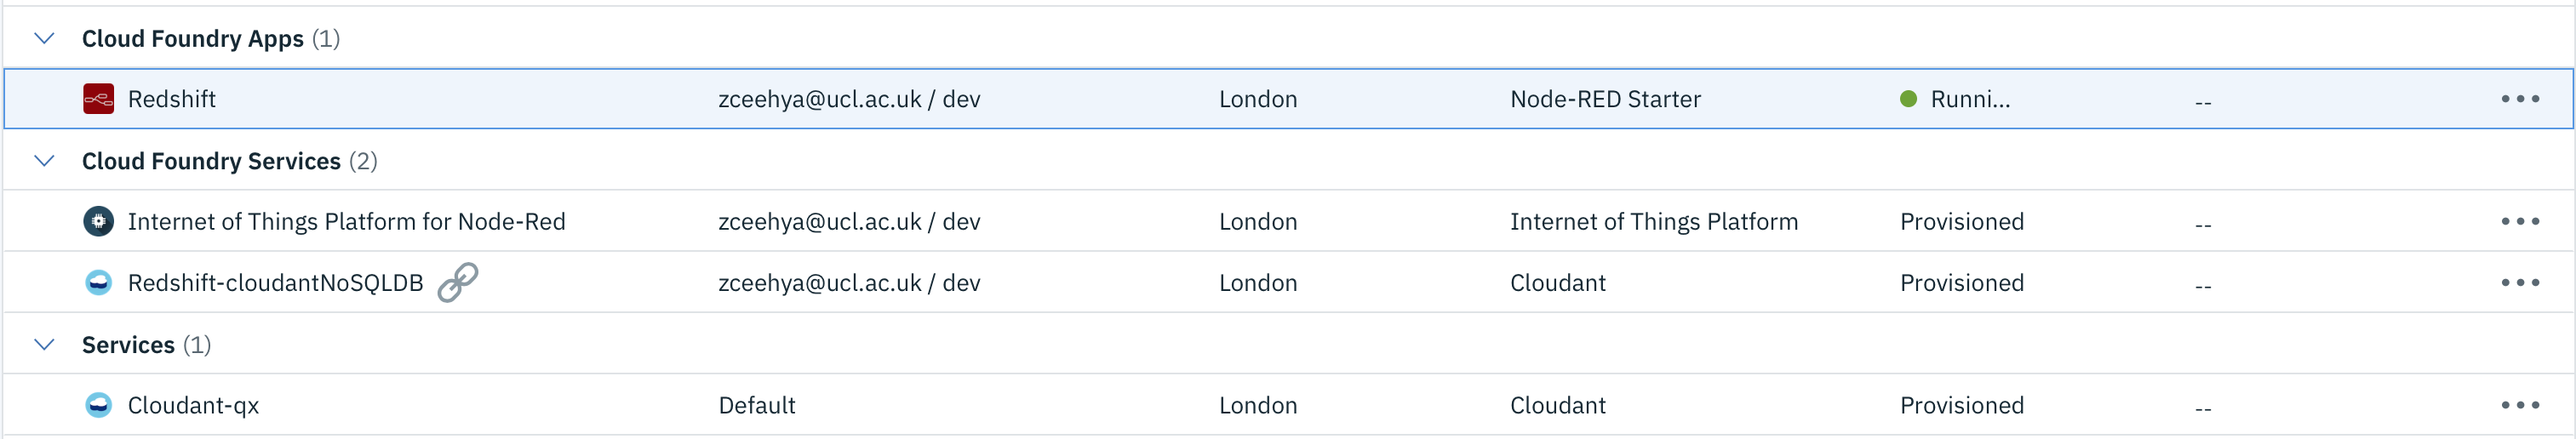 Cloud Foundry Apps (1)
Redshift zceehya@ucl.ac.uk / dev London Node-RED Starter Runni... --
Cloud Foundry Services (2)
Internet of Things Platform for Node-Red zceehya@ucl.ac.uk / dev London Internet of Things Platform Provisioned --
Redshift-cloudantNoSQLDB zceehya@ucl.ac.uk / dev London Cloudant Provisioned --
Services (1)
Cloudant-qx Default London Cloudant Provisioned --